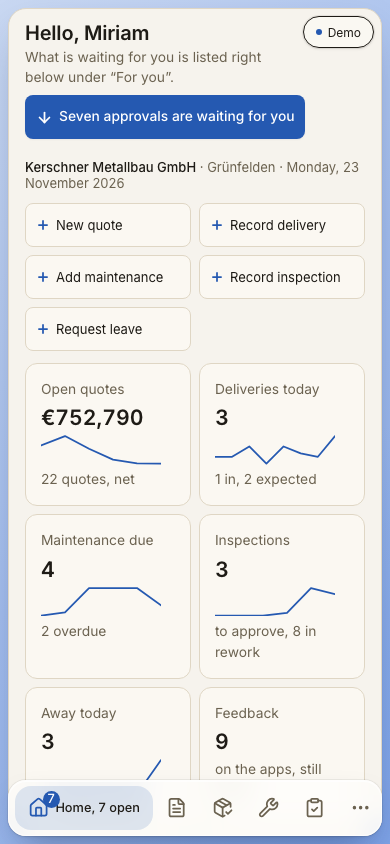 Hello, Miriam
Demo
What is waiting for you is listed right
below under “For you”.
Seven approvals are waiting for you
Kerschner Metallbau GmbH · Grünfelden · Monday, 23
November 2026
New quote
Record delivery
Add maintenance
Record inspection
Request leave
Open quotes
€752,790
22 quotes, net
Deliveries today
3
1 in, 2 expected
Maintenance due
4
2 overdue
Inspections
3
to approve, 8 in
rework
Away today
3
Feedback
9
on the apps, still
7
Home, 7 open